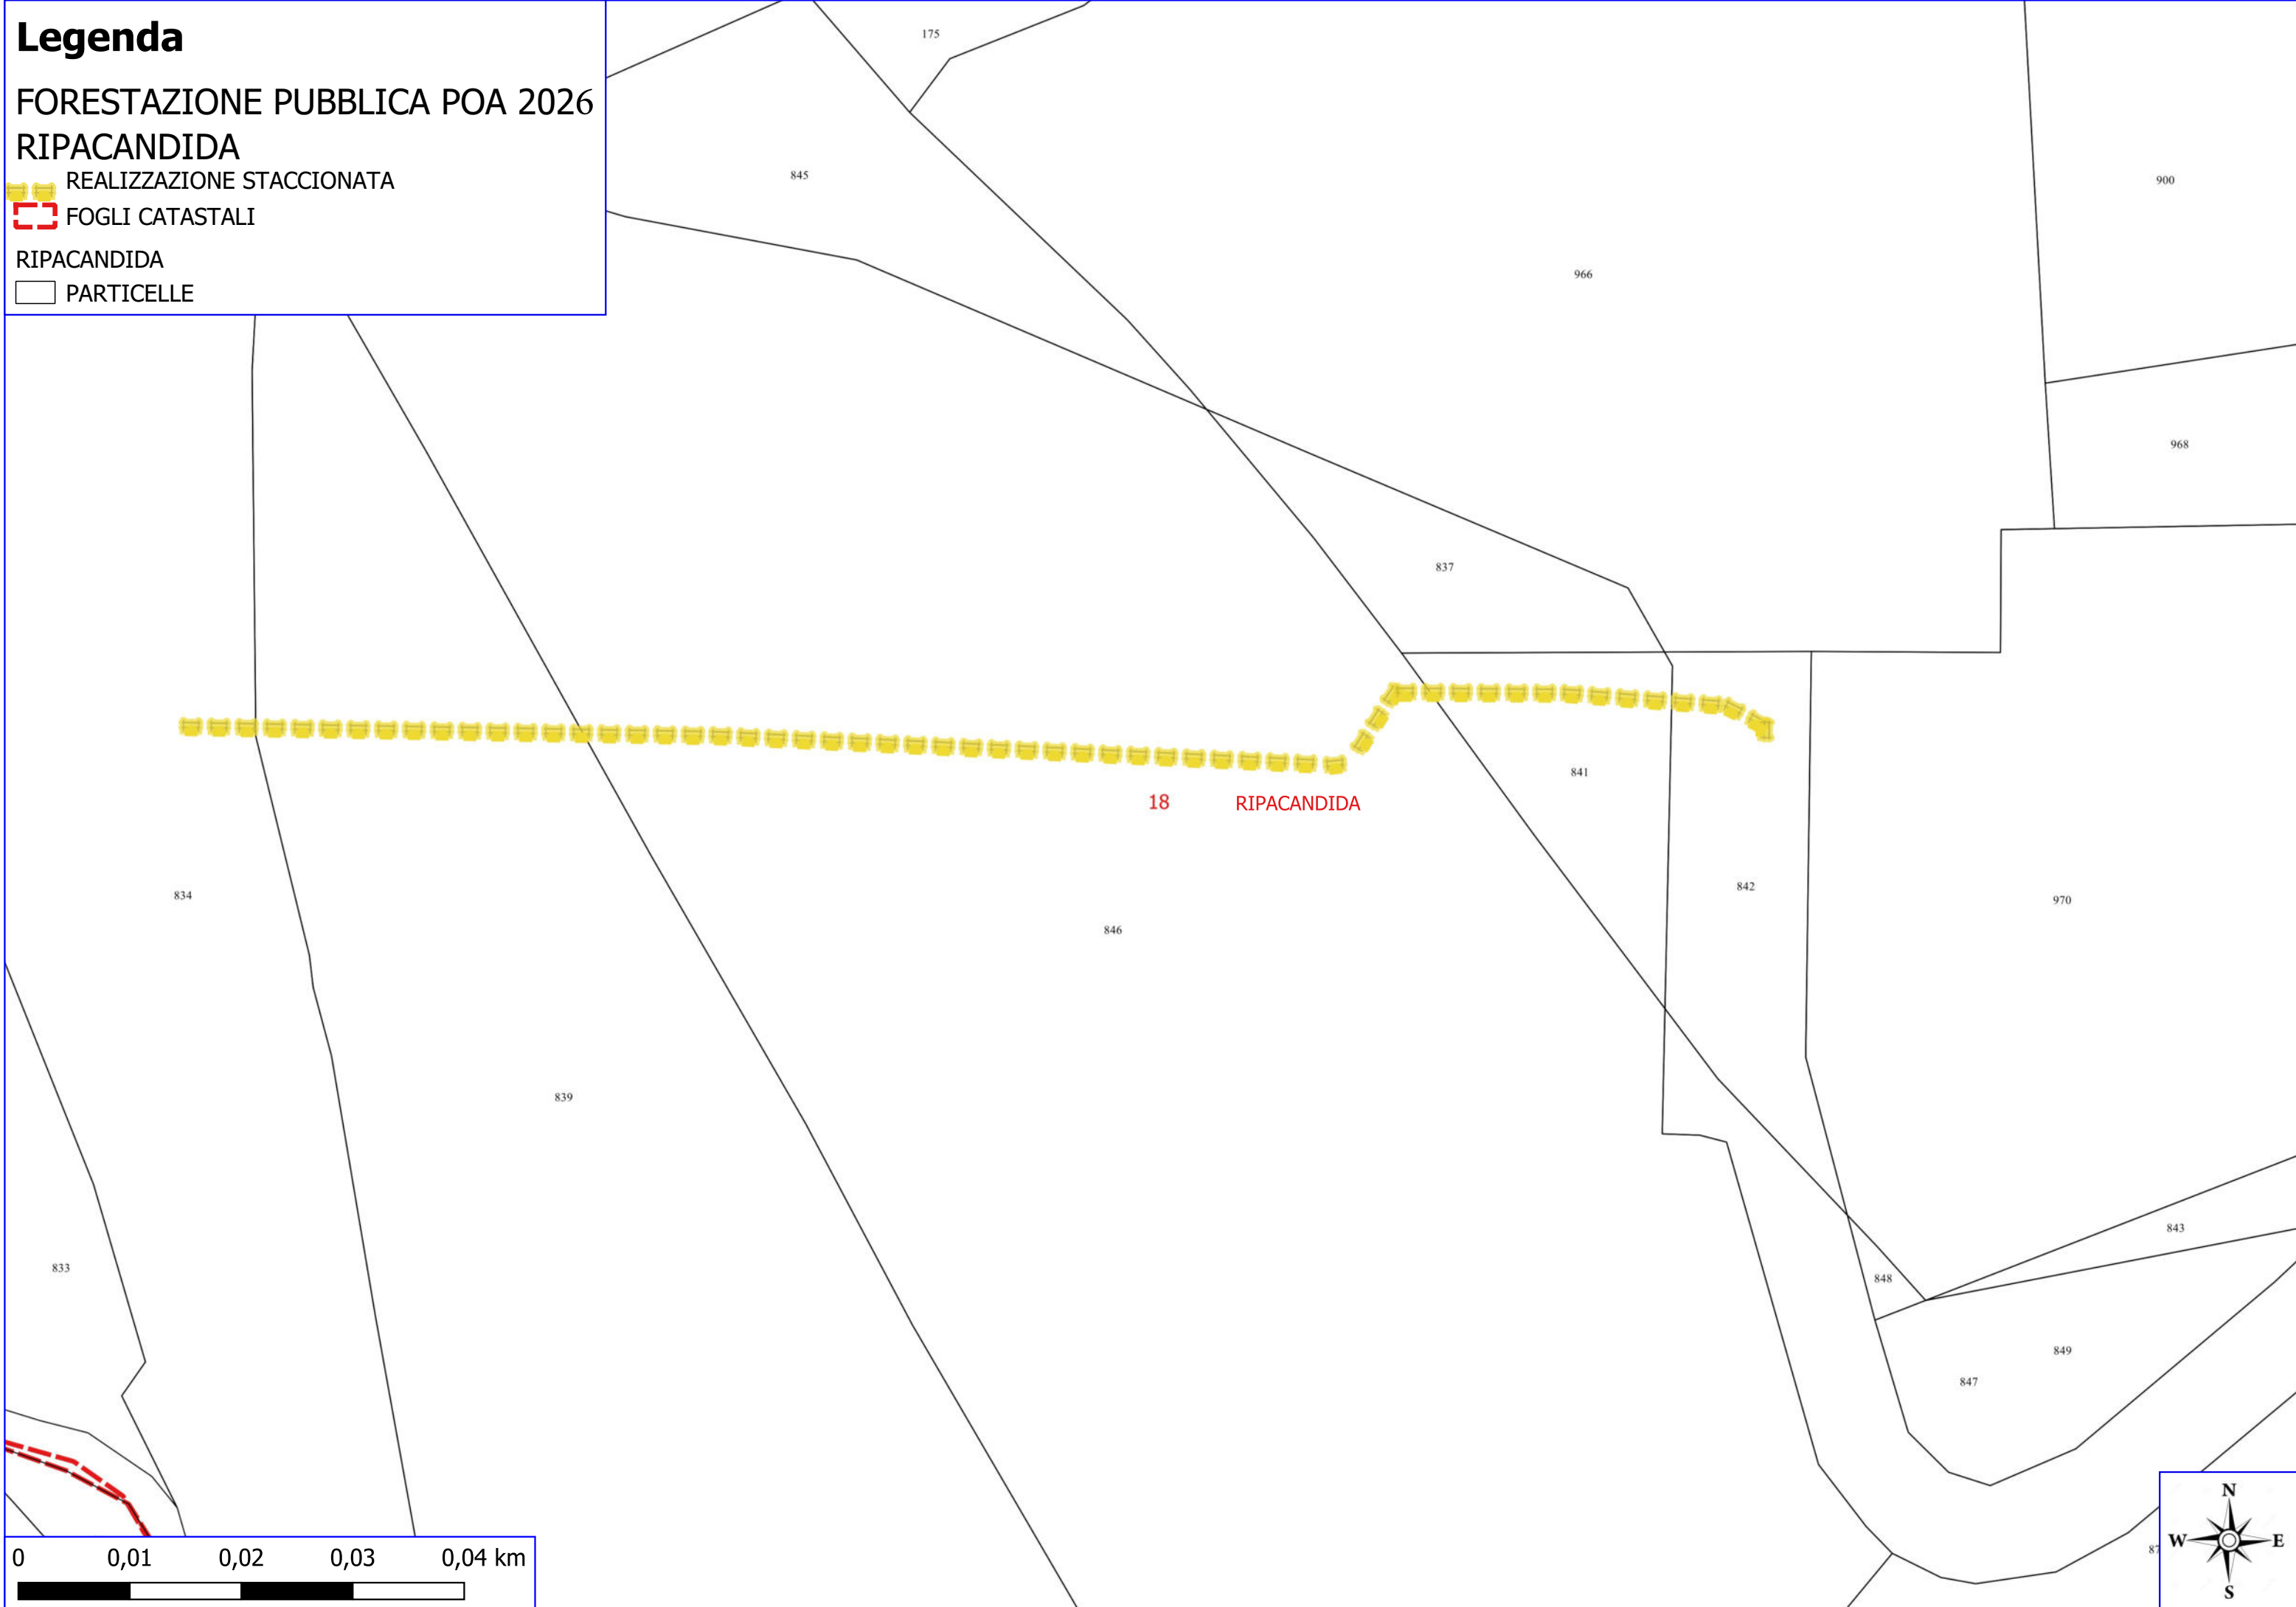 Legenda
FORESTAZIONE PUBBLICA POA 2026
RIPACANDIDA
REALIZZAZIONE STACCIONATA
FOGLI CATASTALI
RIPACANDIDA
PARTICELLE
175
845
900
966
968
837
841
18 RIPACANDIDA
834
842
846
970
839
843
833
848
849
847
0 0,01 0,02 0,03 0,04 km
N
W E
S